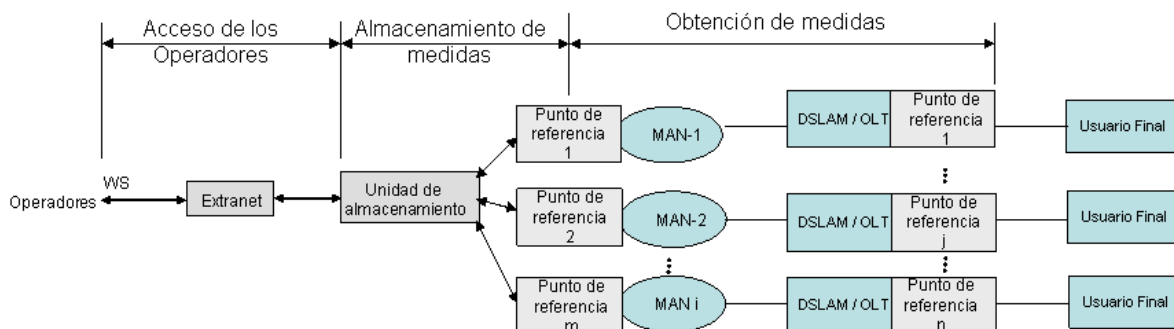 Acceso de los
Operadores
Almacenamiento de
medidas
Obtención de medidas
Punto de
referencia
1
MAN-1
DSLAM / OLT
Punto de
referencia
1
Usuario Final
Operadores
WS
Extranet
Unidad de
almacenamiento
Punto de
referencia
2
MAN-2
DSLAM / OLT
Punto de
referencia
j
Usuario Final
Punto de
referencia
m
MAN i
DSLAM / OLT
Punto de
referencia
n
Usuario Final